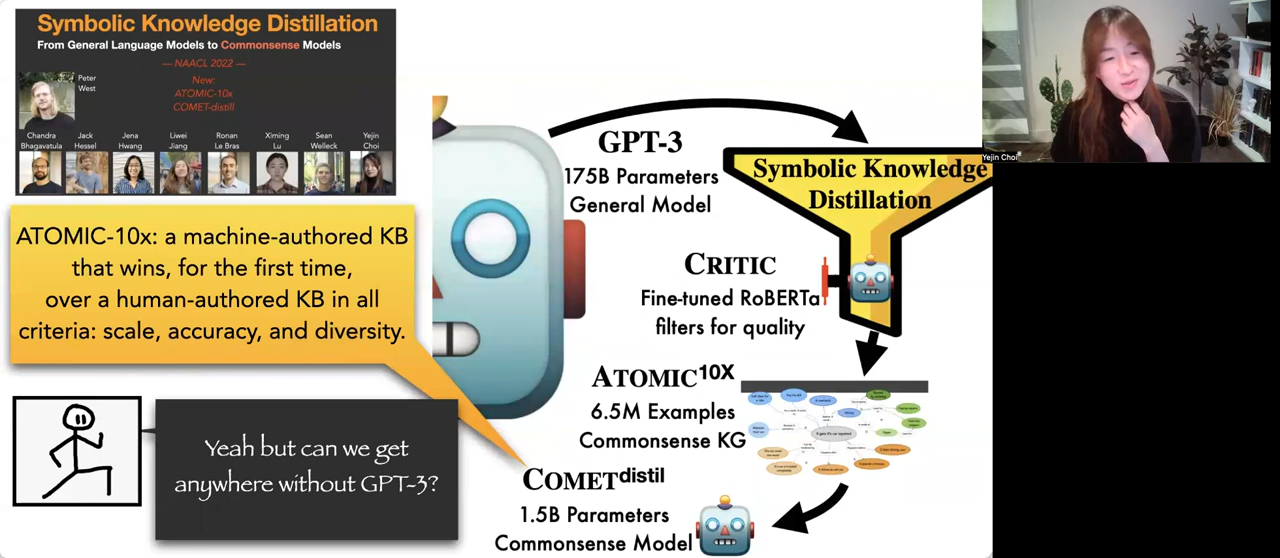 Symbolic Knowledge Distillation
From General Language Models to Commonsense Models
— NAACL 2022 —
New:
ATOMIC-10x
COMET-distill
Peter
West
Chandra
Bhagavatula
Jack
Hessel
Jena
Hwang
Liwei
Jiang
Ronan
Le Bras
Ximing
Lu
Sean
Welleck
Yejin
Choi
ATOMIC-10x: a machine-authored KB
that wins, for the first time,
over a human-authored KB in all
criteria: scale, accuracy, and diversity.
Yeah but can we get
anywhere without GPT-3?
GPT-3
175B Parameters
General Model
Symbolic Knowledge
Distillation
CRITIC
Fine-tuned RoBERTa
filters for quality
ATOMIC10X
6.5M Examples
Commonsense KG
COMETdistil
1.5B Parameters
Commonsense Model
Yejin Choi